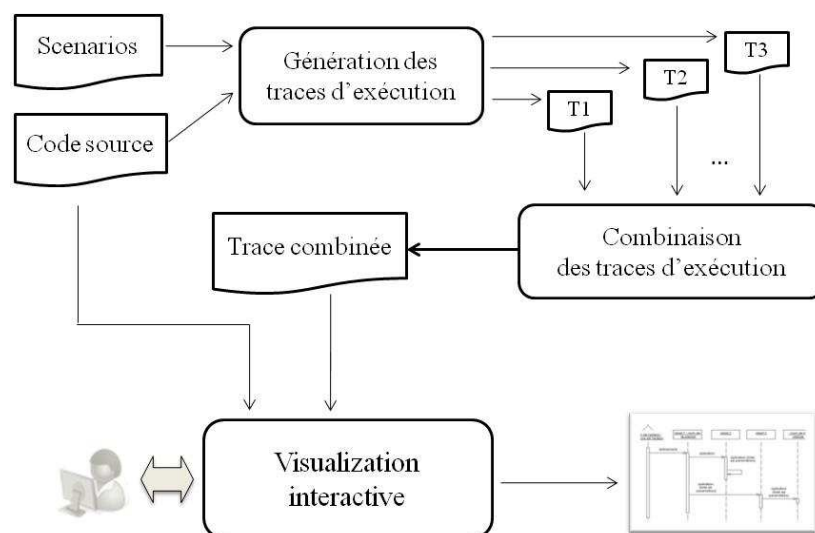 Scenarios
Génération des
traces d'exécution
T3
T2
T1
Code source
...
Trace combinée
Combinaison
des traces d'exécution
Visualization
interactive